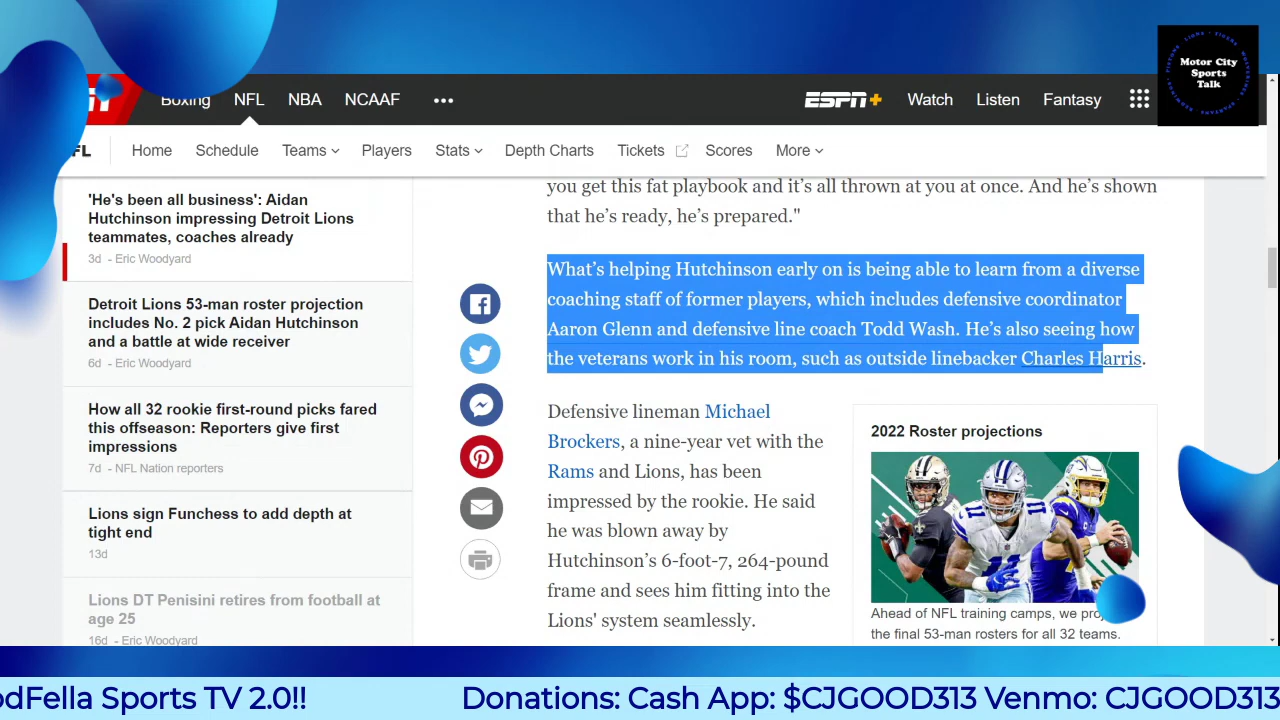 Motor City
Sports
Talk
Boxing NFL NBA NCAAF ••• ESPN+ Watch Listen Fantasy
FL Home Schedule Teams Players Stats Depth Charts Tickets Scores More
'He's been all business': Aidan
Hutchinson impressing Detroit Lions
teammates, coaches already
3d - Eric Woodyard
Detroit Lions 53-man roster projection
includes No. 2 pick Aidan Hutchinson
and a battle at wide receiver
6d - Eric Woodyard
How all 32 rookie first-round picks fared
this offseason: Reporters give first
impressions
7d - NFL Nation reporters
Lions sign Funchess to add depth at
tight end
13d
Lions DT Penisini retires from football at
age 25
16d - Eric Woodyard
you get this fat playbook and it's all thrown at you at once. And he's shown
that he's ready, he's prepared."
What's helping Hutchinson early on is being able to learn from a diverse
coaching staff of former players, which includes defensive coordinator
Aaron Glenn and defensive line coach Todd Wash. He's also seeing how
the veterans work in his room, such as outside linebacker Charles Harris.
Defensive lineman Michael
Brockers, a nine-year vet with the
Rams and Lions, has been
impressed by the rookie. He said
he was blown away by
Hutchinson's 6-foot-7, 264-pound
frame and sees him fitting into the
Lions' system seamlessly.
2022 Roster projections
11 11
Ahead of NFL training camps, we proj
the final 53-man rosters for all 32 teams.
odFella Sports TV 2.0!! Donations: Cash App: $CJGOOD313 Venmo: CJGOOD313